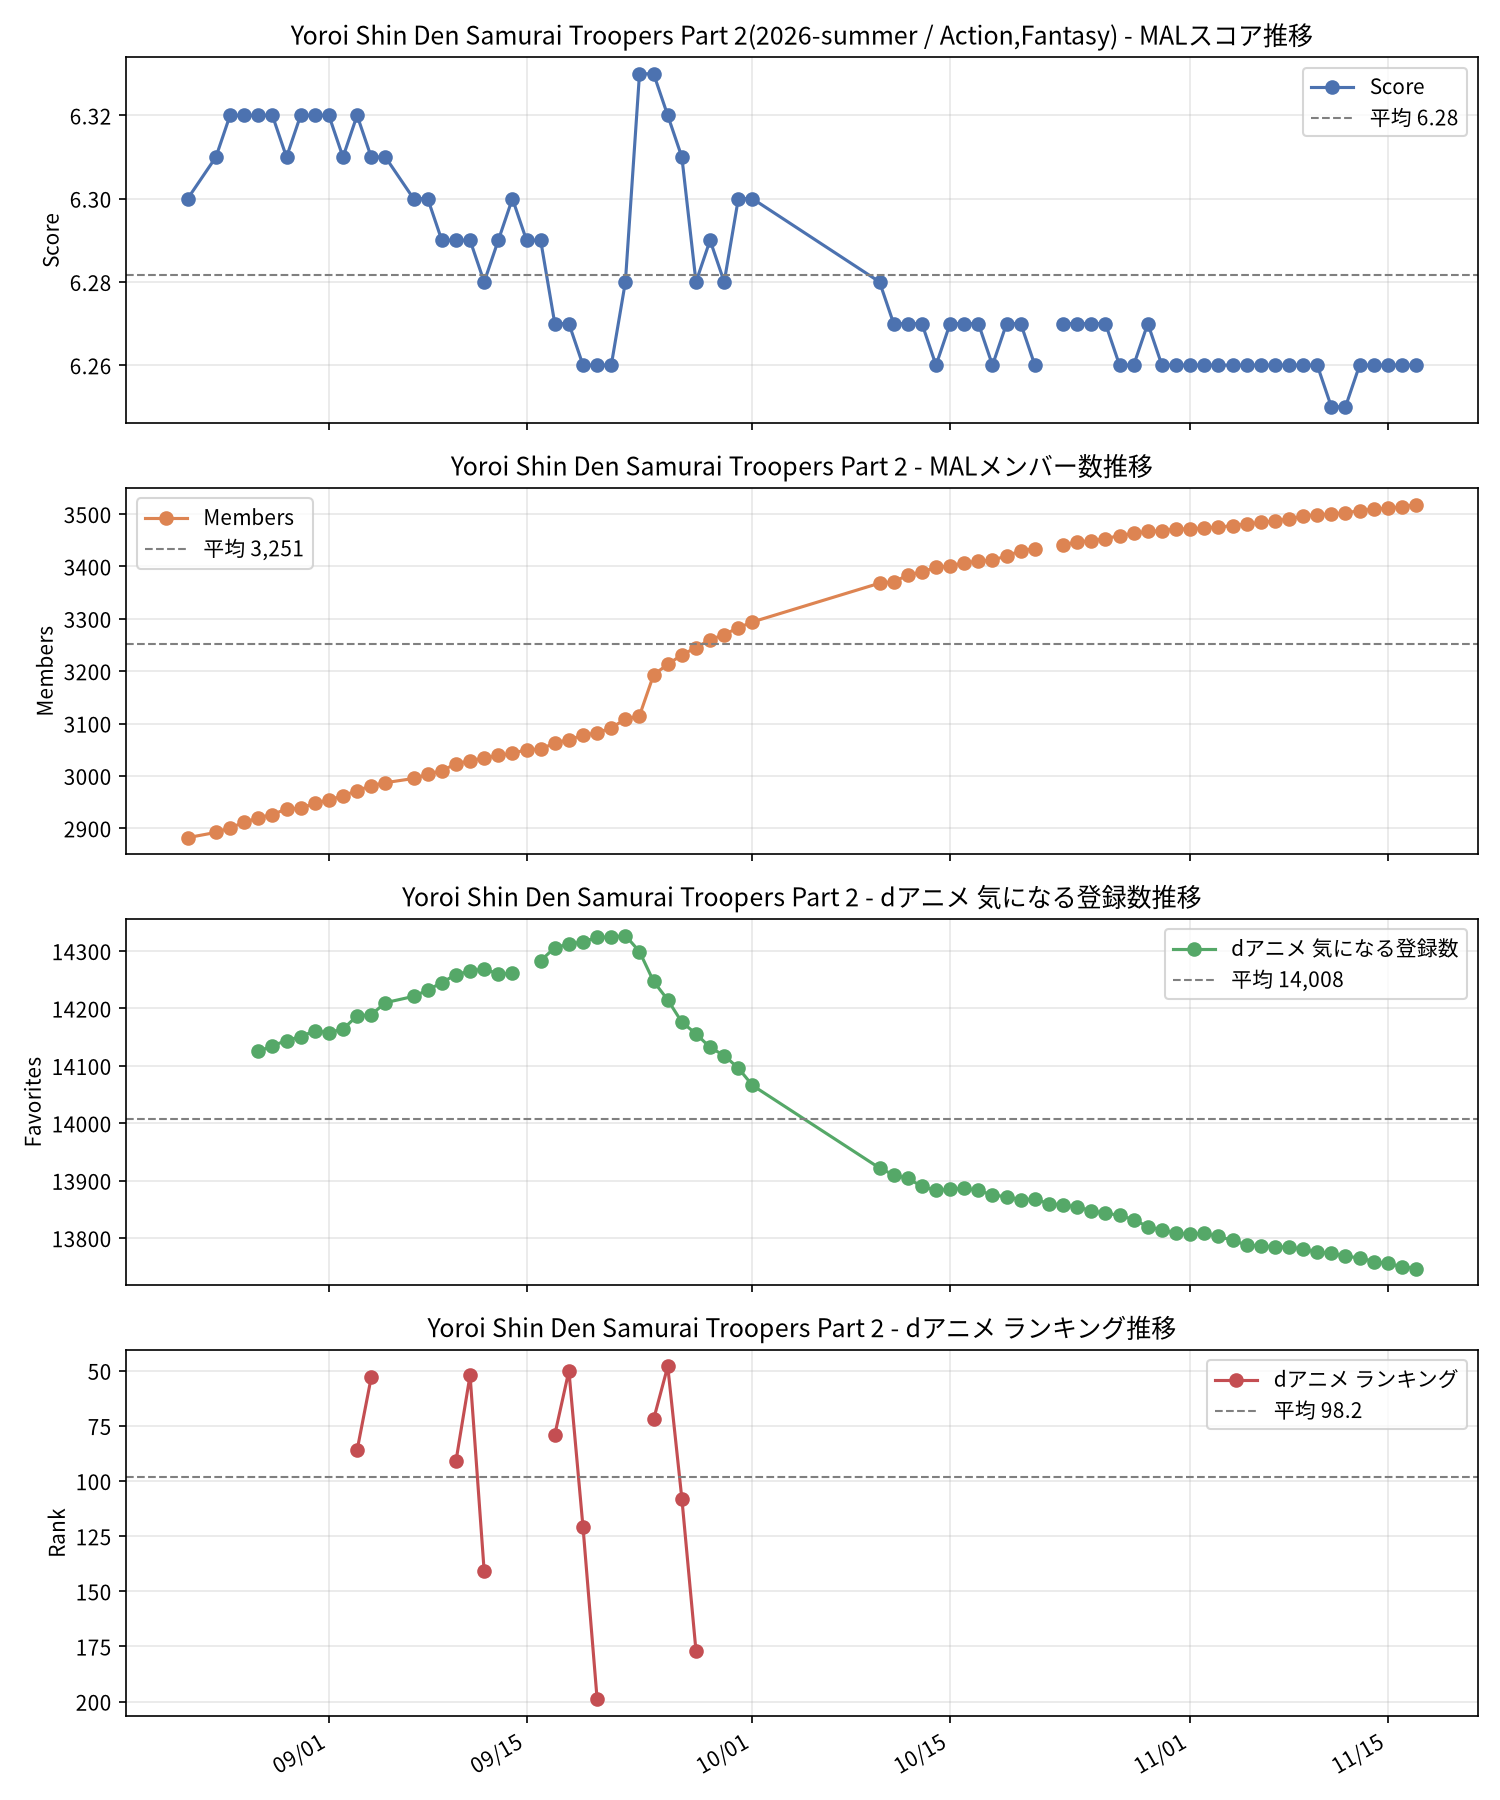 Yoroi Shin Den Samurai Troopers Part 2(2026-summer / Action,Fantasy) - MALスコア推移
Score
6.32
6.30
6.28
6.26
Score
平均 6.28
Yoroi Shin Den Samurai Troopers Part 2 - MALメンバー数推移
Members
3500
3400
3300
3200
3100
3000
2900
Members
平均 3,251
Yoroi Shin Den Samurai Troopers Part 2 - dアニメ 気になる登録数推移
Favorites
14300
14200
14100
14000
13900
13800
dアニメ 気になる登録数
平均 14,008
Yoroi Shin Den Samurai Troopers Part 2 - dアニメ ランキング推移
Rank
50
75
100
125
150
175
200
dアニメ ランキング
平均 98.2
09/01
09/15
10/01
10/15
11/01
11/15